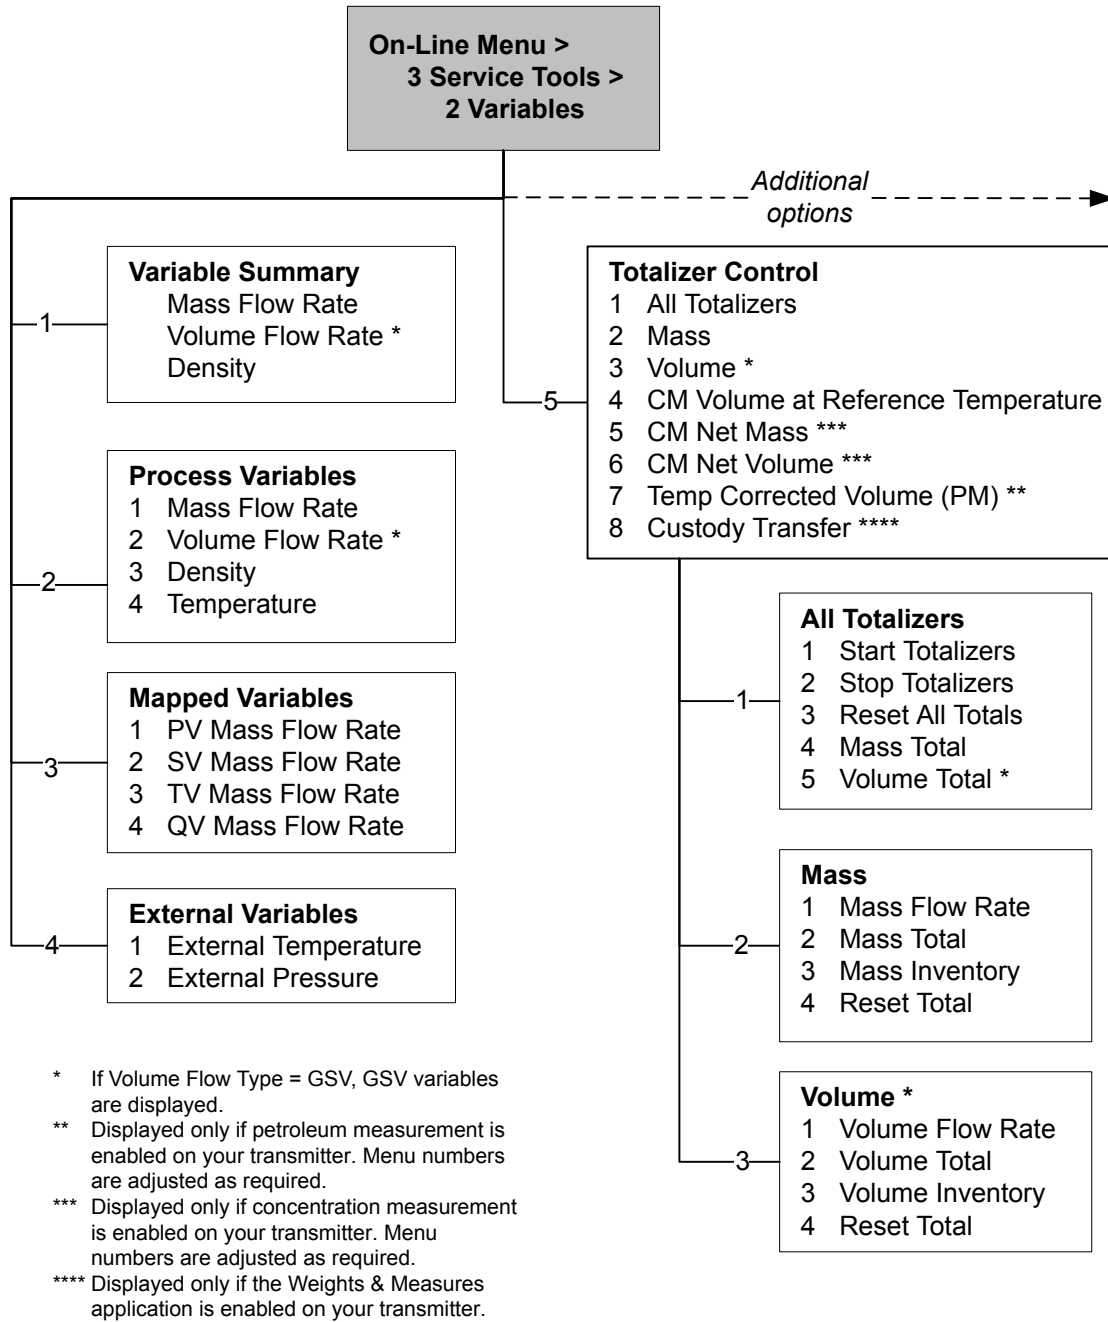 On-Line Menu >
3 Service Tools >
2 Variables
Additional
options
1
Variable Summary
Mass Flow Rate
Volume Flow Rate *
Density
2
Process Variables
1 Mass Flow Rate
2 Volume Flow Rate *
3 Density
4 Temperature
3
Mapped Variables
1 PV Mass Flow Rate
2 SV Mass Flow Rate
3 TV Mass Flow Rate
4 QV Mass Flow Rate
4
External Variables
1 External Temperature
2 External Pressure
5
Totalizer Control
1 All Totalizers
2 Mass
3 Volume *
4 CM Volume at Reference Temperature
5 CM Net Mass ***
6 CM Net Volume ***
7 Temp Corrected Volume (PM) **
8 Custody Transfer ****
1
All Totalizers
1 Start Totalizers
2 Stop Totalizers
3 Reset All Totals
4 Mass Total
5 Volume Total *
2
Mass
1 Mass Flow Rate
2 Mass Total
3 Mass Inventory
4 Reset Total
3
Volume *
1 Volume Flow Rate
2 Volume Total
3 Volume Inventory
4 Reset Total
* If Volume Flow Type = GSV, GSV variables
are displayed.
** Displayed only if petroleum measurement is
enabled on your transmitter. Menu numbers
are adjusted as required.
*** Displayed only if concentration measurement
is enabled on your transmitter. Menu
numbers are adjusted as required.
**** Displayed only if the Weights & Measures
application is enabled on your transmitter.